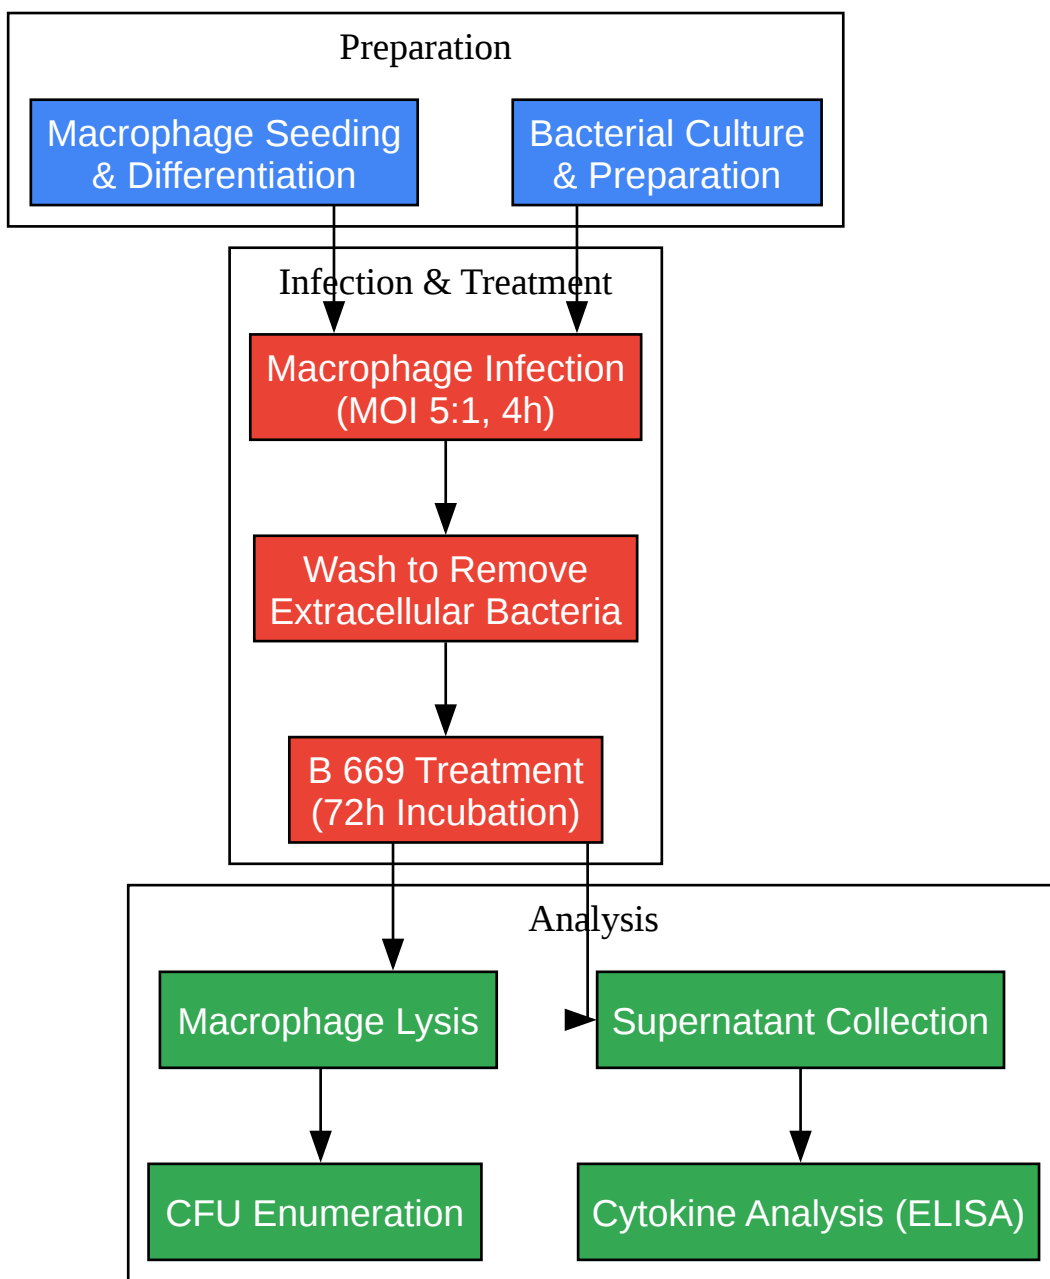 Preparation
Macrophage Seeding
& Differentiation
Bacterial Culture
& Preparation
Infection & Treatment
Macrophage Infection
(MOI 5:1, 4h)
Wash to Remove
Extracellular Bacteria
B 669 Treatment
(72h Incubation)
Analysis
Macrophage Lysis
Supernatant Collection
CFU Enumeration
Cytokine Analysis (ELISA)